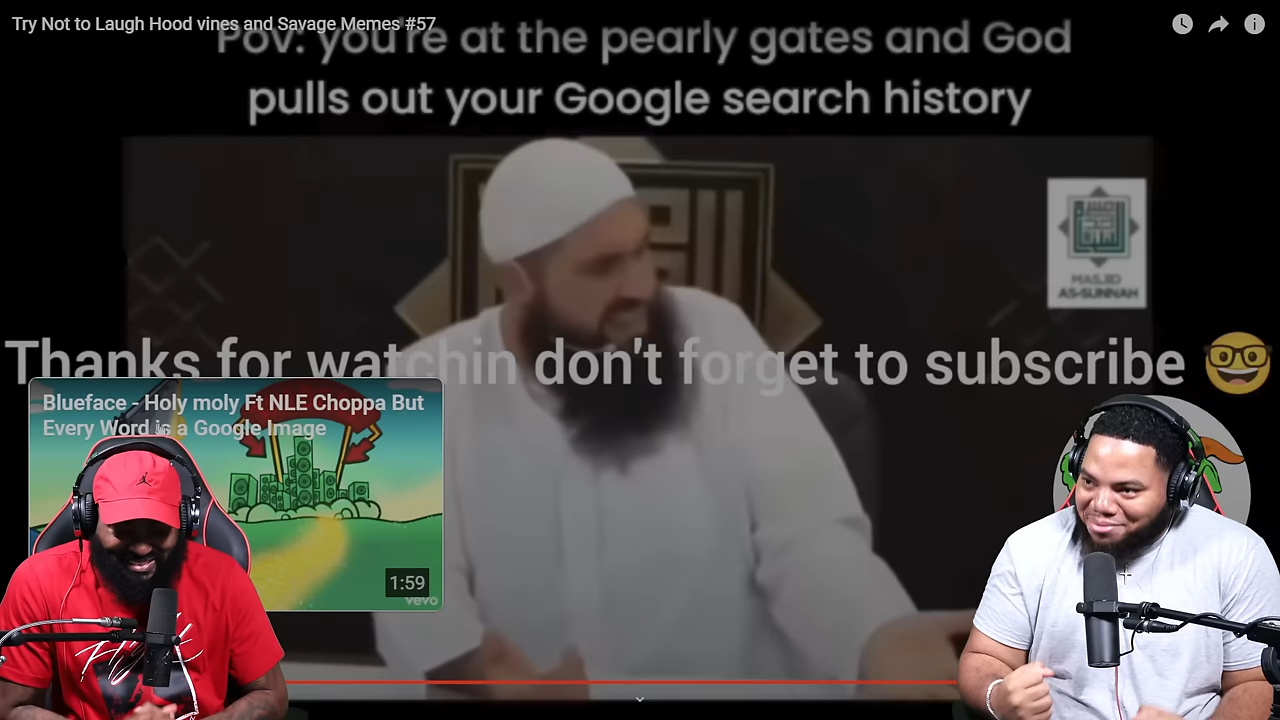 Try Not to Laugh Hood vines and Savage Memes #57
Pov: you're at the pearly gates and God
pulls out your Google search history
MASJID
AS-SUNNAH
Thanks for watchin don't forget to subscribe 🤓
Blueface - Holy moly Ft NLE Choppa But
Every Word is a Google Image
1:59
vevo